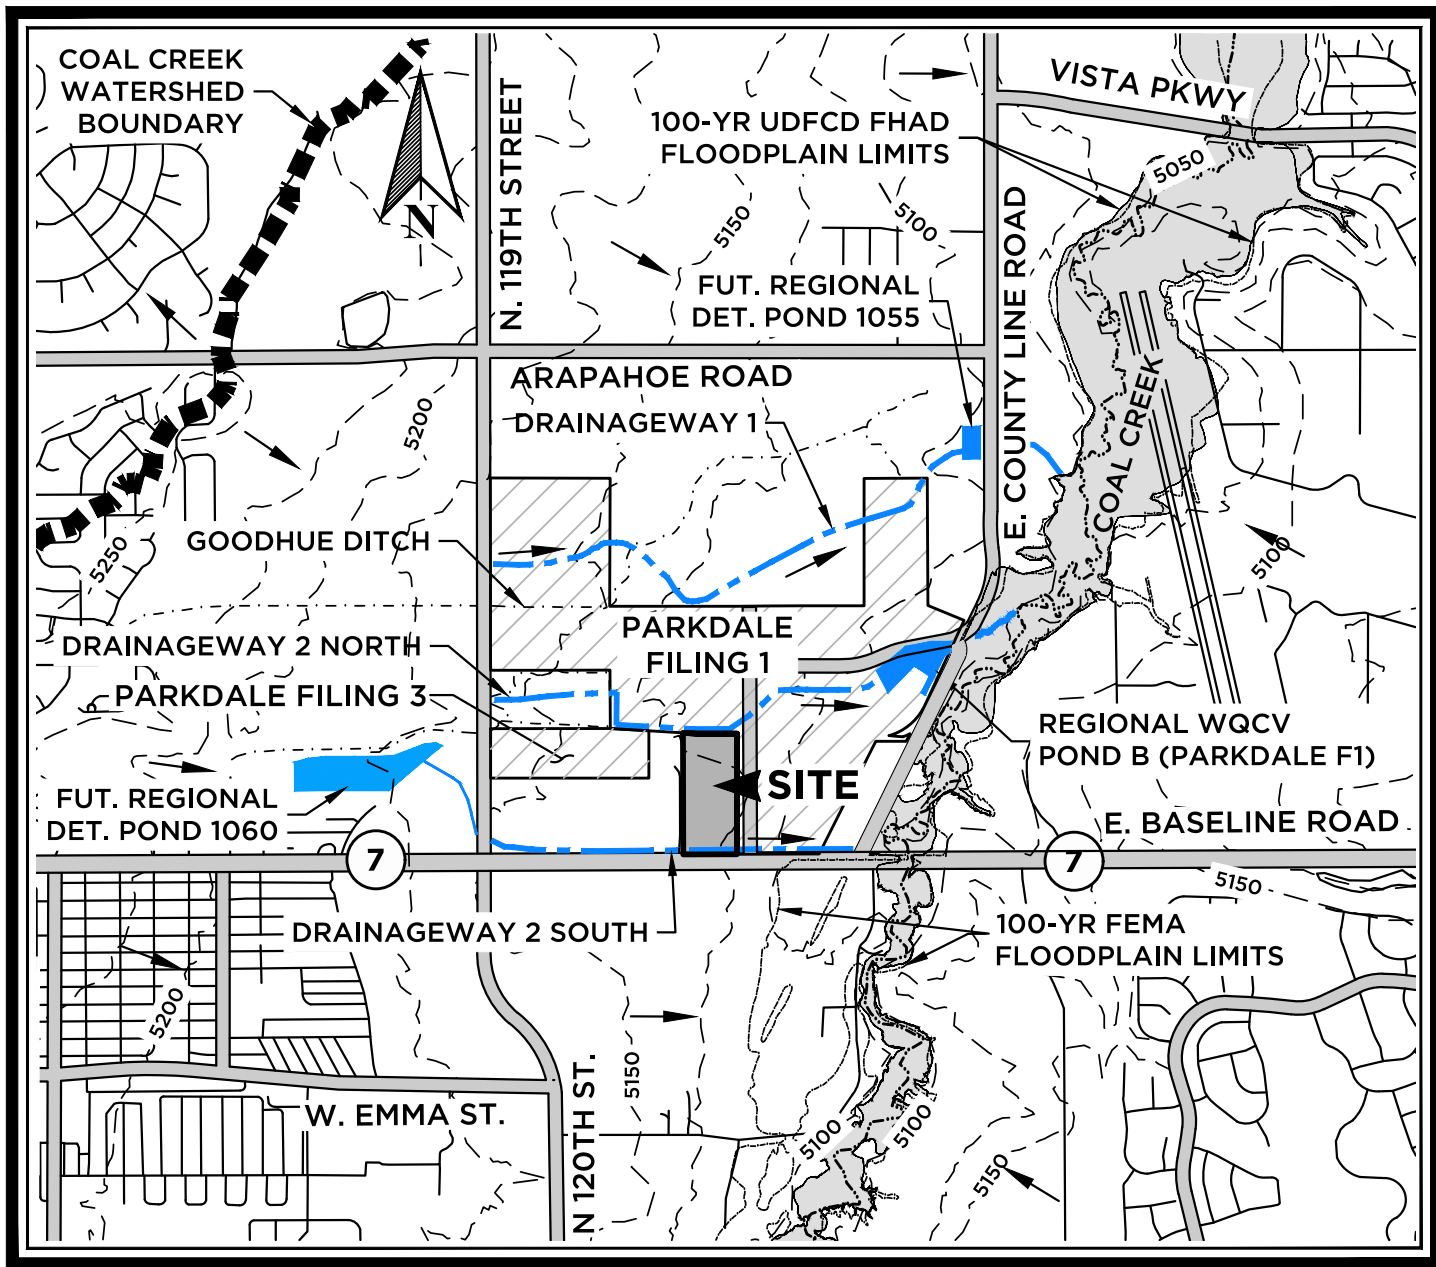 COAL CREEK
WATERSHED
BOUNDARY
N
N. 119TH STREET
VISTA PKWY
100-YR UDFCD FHAD
FLOODPLAIN LIMITS
5050
5150
5100
E. COUNTY LINE ROAD
FUT. REGIONAL
DET. POND 1055
ARAPAHOE ROAD
DRAINAGEWAY 1
5200
COAL CREEK
GOODHUE DITCH
5250
5100
DRAINAGEWAY 2 NORTH
PARKDALE
FILING 1
PARKDALE FILING 3
REGIONAL WQCV
POND B (PARKDALE F1)
SITE
FUT. REGIONAL
DET. POND 1060
E. BASELINE ROAD
7
7
5150
DRAINAGEWAY 2 SOUTH
100-YR FEMA
FLOODPLAIN LIMITS
5200
5150
W. EMMA ST.
N 120TH ST.
5100
5100
5150